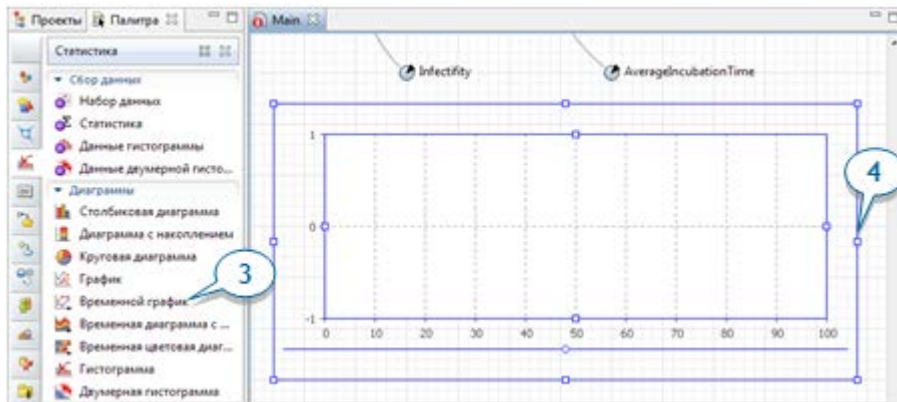 Проекты Палитра
Статистика
Сбор данных
Набор данных
Статистика
Данные гистограммы
Данные двумерной гисто...
Диаграммы
Столбиковая диаграмма
Диаграмма с накоплением
Круговая диаграмма
График
Временной график
Временная диаграмма с ...
Временная цветовая диаг...
Гистограмма
Двумерная гистограмма
3
Main
Infectifity
AverageIncubationTime
1
0
-1
0 10 20 30 40 50 60 70 80 90 100
4